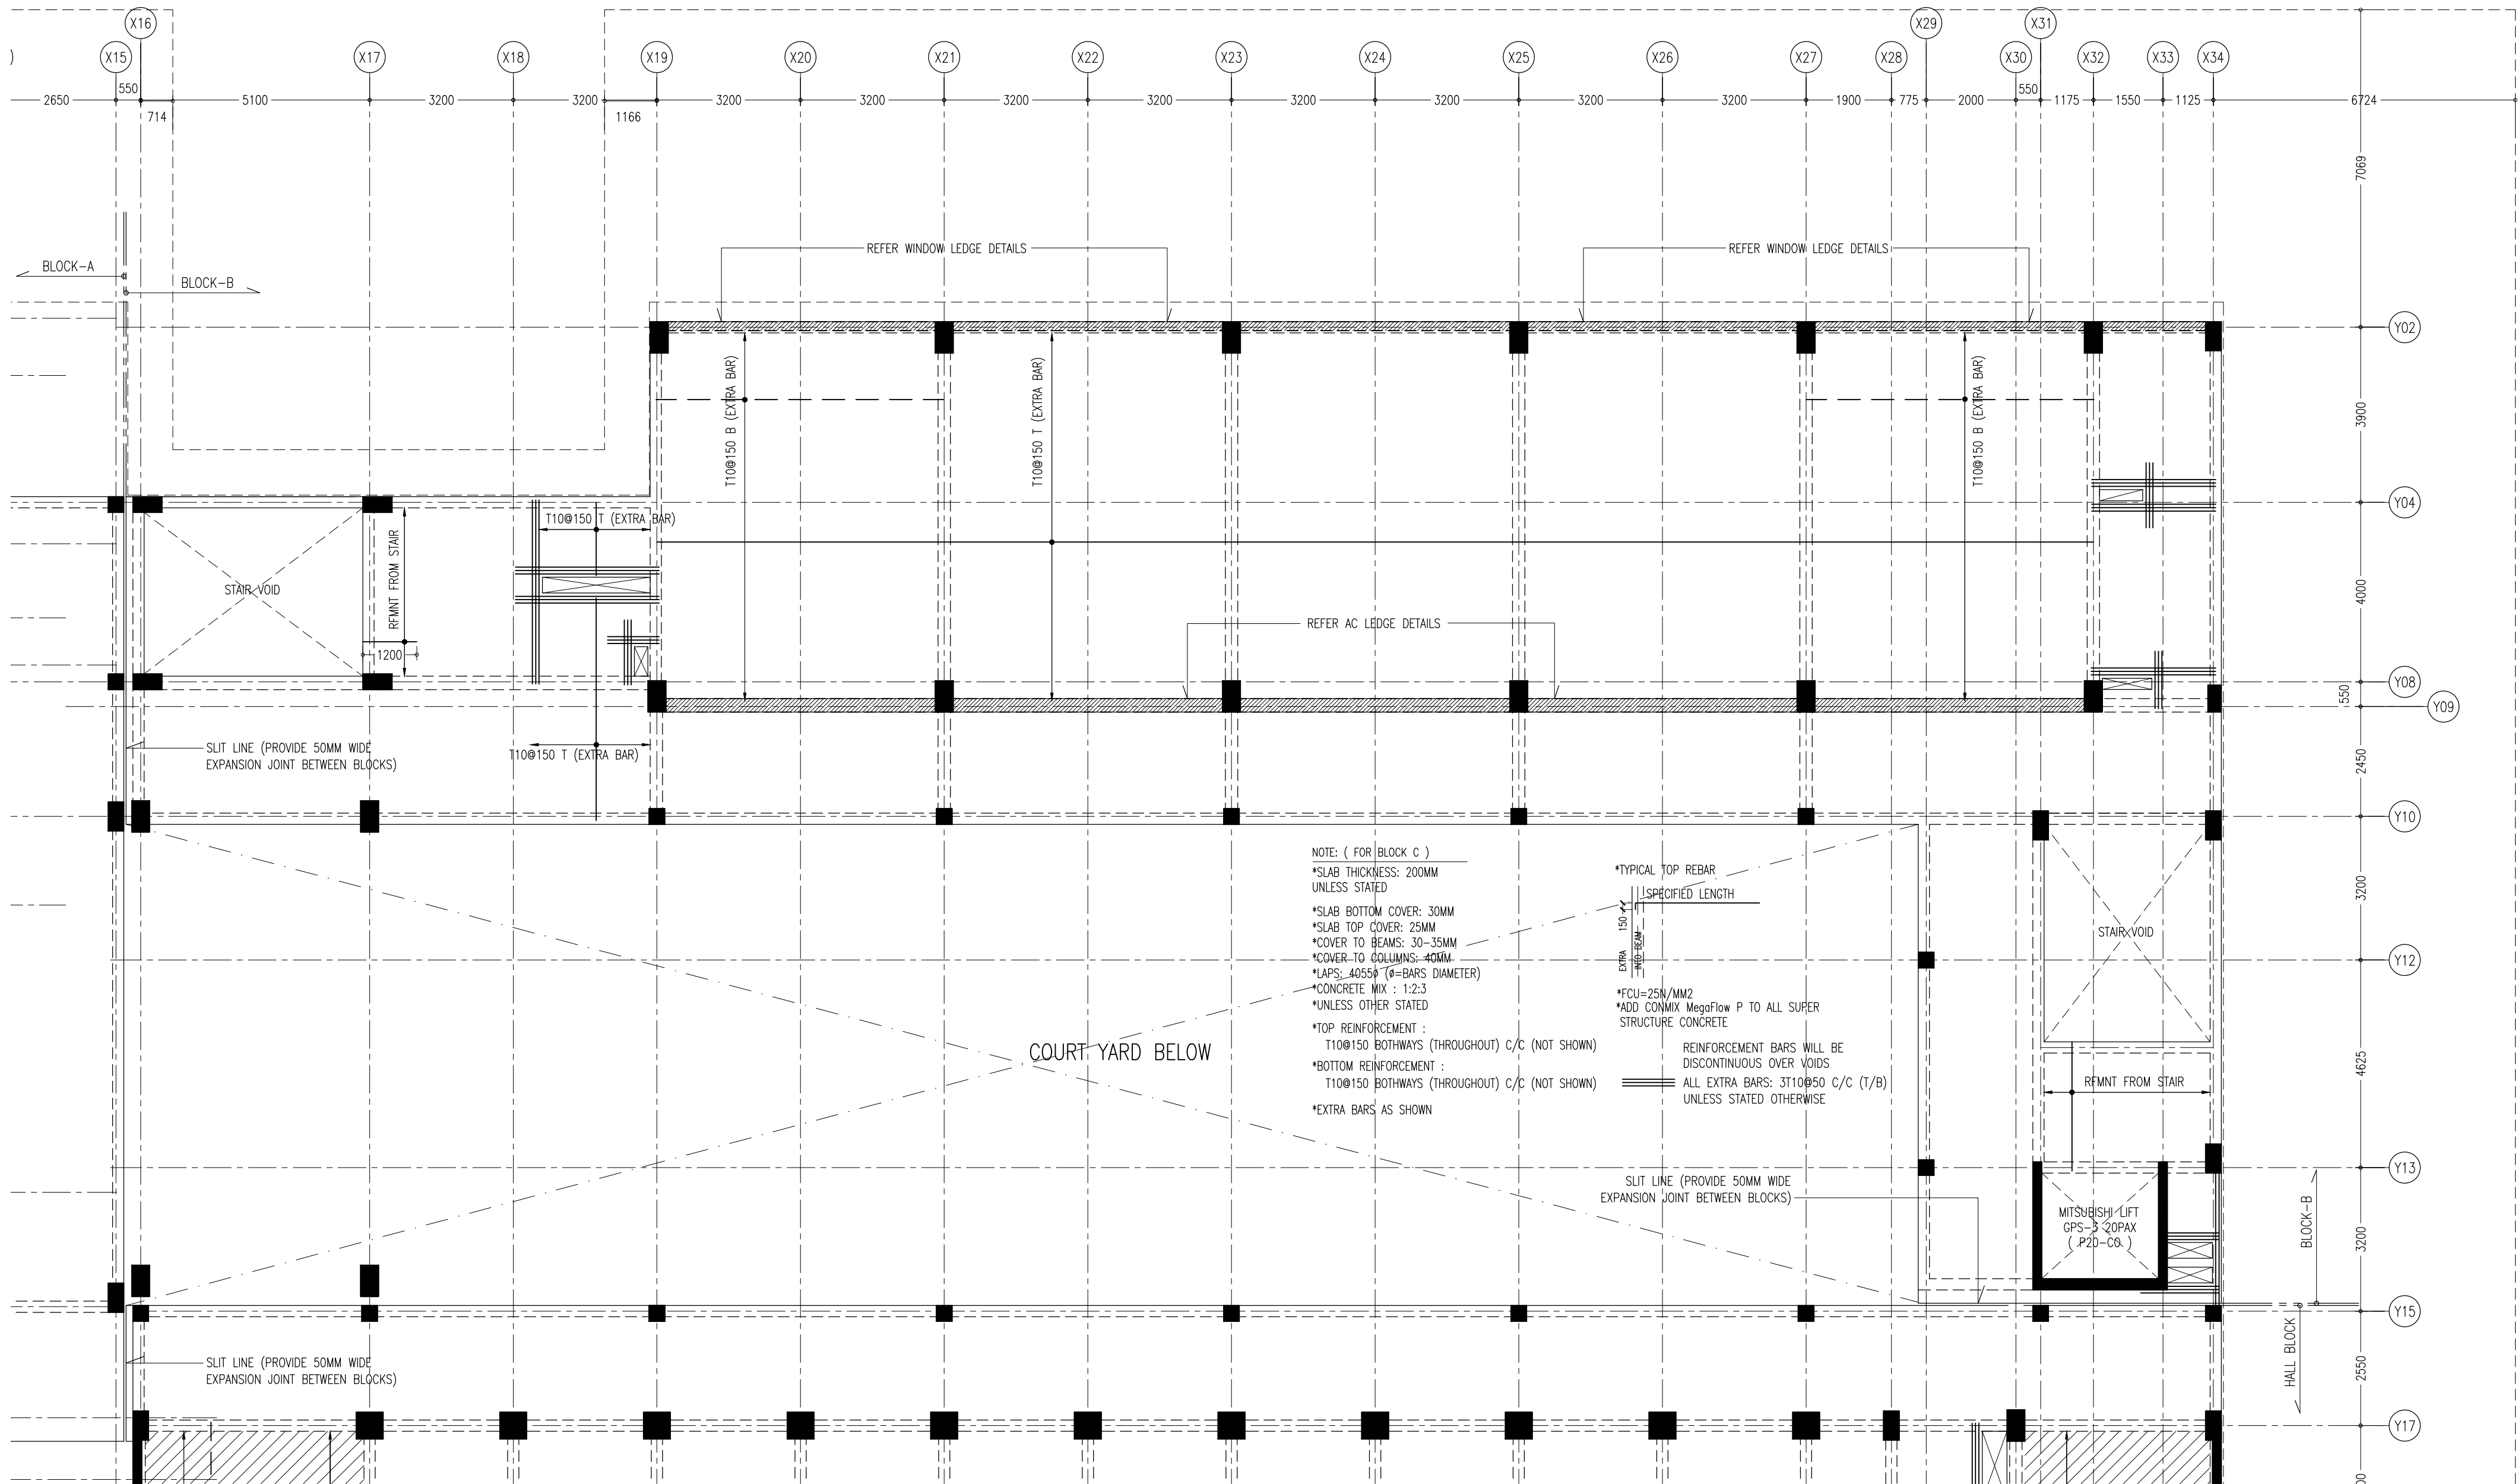 X16
X29
X31
)
X15
X17
X18
X19
X20
X21
X22
X23
X24
X25
X26
X27
X28
X30
X32
X33
X34
550
550
2650
5100
3200
3200
3200
3200
3200
3200
3200
3200
3200
3200
1900
775
2000
1175
1550
1125
6724
714
1166
7069
REFER WINDOW LEDGE DETAILS
REFER WINDOW LEDGE DETAILS
BLOCK-A
BLOCK-B
Y02
T10@150 B (EXTRA BAR)
T10@150 T (EXTRA BAR)
T10@150 B (EXTRA BAR)
3900
Y04
T10@150 T (EXTRA BAR)
RFMNT FROM STAIR
STAIR VOID
4000
REFER AC LEDGE DETAILS
1200
Y08
550
Y09
SLIT LINE (PROVIDE 50MM WIDE
EXPANSION JOINT BETWEEN BLOCKS)
T10@150 T (EXTRA BAR)
2450
Y10
NOTE: ( FOR BLOCK C )
*SLAB THICKNESS: 200MM
UNLESS STATED
*SLAB BOTTOM COVER: 30MM
*SLAB TOP COVER: 25MM
*COVER TO BEAMS: 30-35MM
*COVER TO COLUMNS: 40MM
*LAPS: 4055ø (ø=BARS DIAMETER)
*CONCRETE MIX : 1:2:3
*UNLESS OTHER STATED
*TOP REINFORCEMENT :
T10@150 BOTHWAYS (THROUGHOUT) C/C (NOT SHOWN)
*BOTTOM REINFORCEMENT :
T10@150 BOTHWAYS (THROUGHOUT) C/C (NOT SHOWN)
*EXTRA BARS AS SHOWN
*TYPICAL TOP REBAR
SPECIFIED LENGTH
150
EXTRA
INTO BEAM
*FCU=25N/MM2
*ADD CONMIX MegaFlow P TO ALL SUPER
STRUCTURE CONCRETE
REINFORCEMENT BARS WILL BE
DISCONTINUOUS OVER VOIDS
ALL EXTRA BARS: 3T10@50 C/C (T/B)
UNLESS STATED OTHERWISE
COURT YARD BELOW
3200
STAIR VOID
Y12
4625
RFMNT FROM STAIR
Y13
SLIT LINE (PROVIDE 50MM WIDE
EXPANSION JOINT BETWEEN BLOCKS)
MITSUBISHI LIFT
GPS-3 20PAX
( P20-CO )
BLOCK-B
3200
Y15
HALL BLOCK
SLIT LINE (PROVIDE 50MM WIDE
EXPANSION JOINT BETWEEN BLOCKS)
2550
Y17